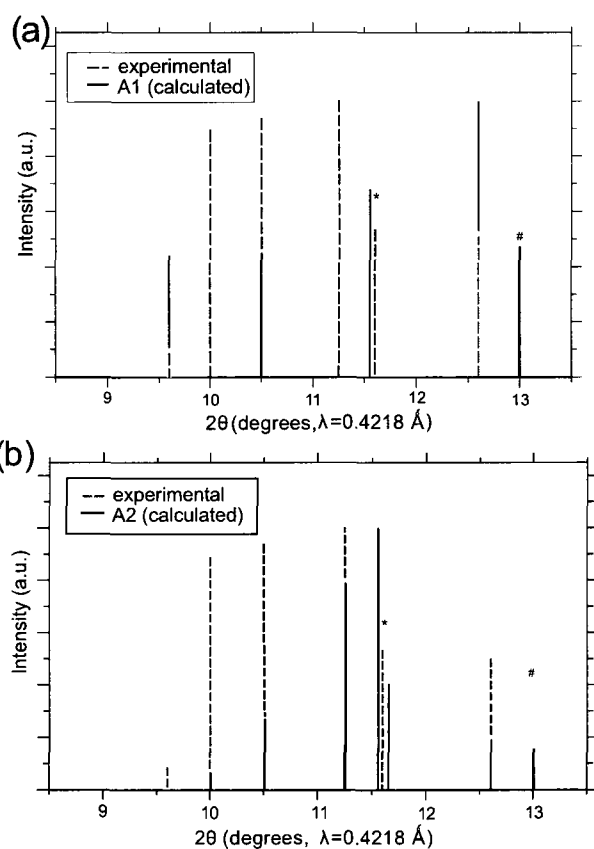 (a)
experimental
A1 (calculated)
Intensity (a.u.)
*
#
9 10 11 12 13
2θ (degrees,λ=0.4218 Å)
(b)
experimental
A2 (calculated)
Intensity (a.u.)
*
#
9 10 11 12 13
2θ (degrees, λ=0.4218 Å)